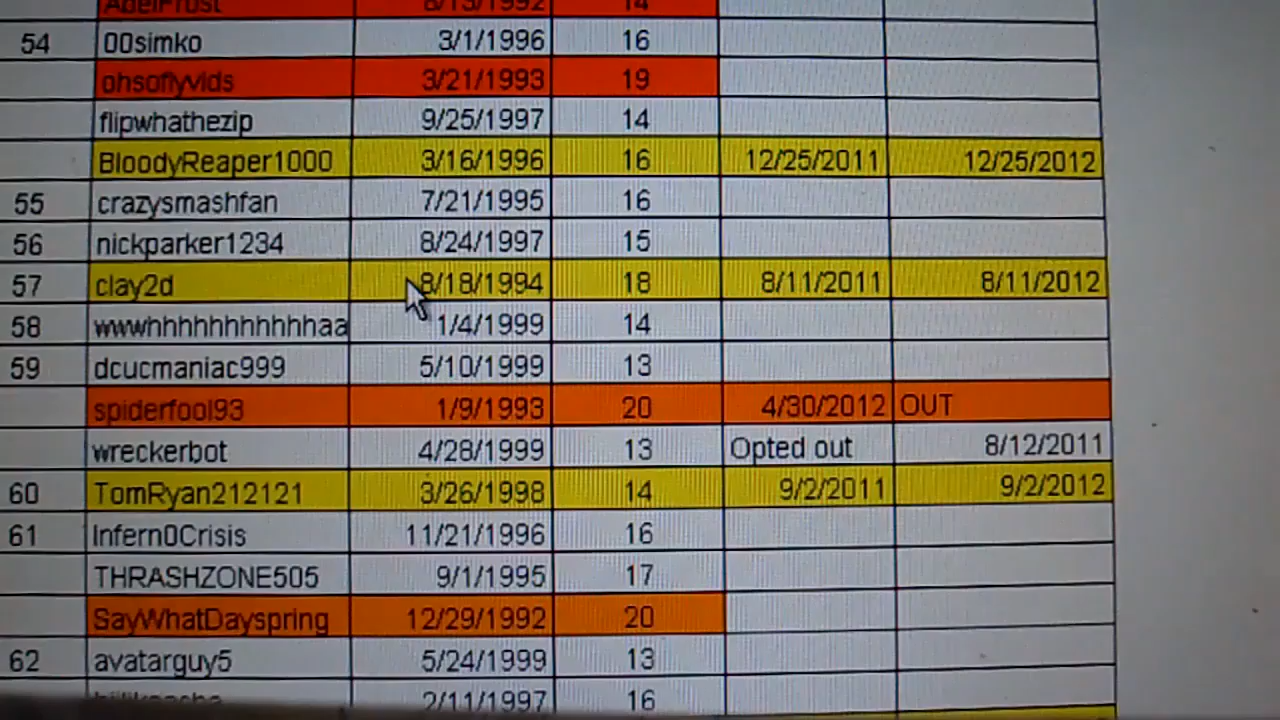 AbelFrost 8/13/1992 14
54 00simko 3/1/1996 16
ohsoflyvids 3/21/1993 19
flipwhathezip 9/25/1997 14
BloodyReaper1000 3/16/1996 16 12/25/2011 12/25/2012
55 crazysmashfan 7/21/1995 16
56 nickparker1234 8/24/1997 15
57 clay2d 8/18/1994 18 8/11/2011 8/11/2012
58 wwwhhhhhhhhhhhaa 1/4/1999 14
59 dcucmaniac999 5/10/1999 13
spiderfool93 1/9/1993 20 4/30/2012 OUT
wreckerbot 4/28/1999 13 Opted out 8/12/2011
60 TomRyan212121 3/26/1998 14 9/2/2011 9/2/2012
61 Infern0Crisis 11/21/1996 16
THRASHZONE505 9/1/1995 17
SayWhatDayspring 12/29/1992 20
62 avatarguy5 5/24/1999 13
2/11/1997 16